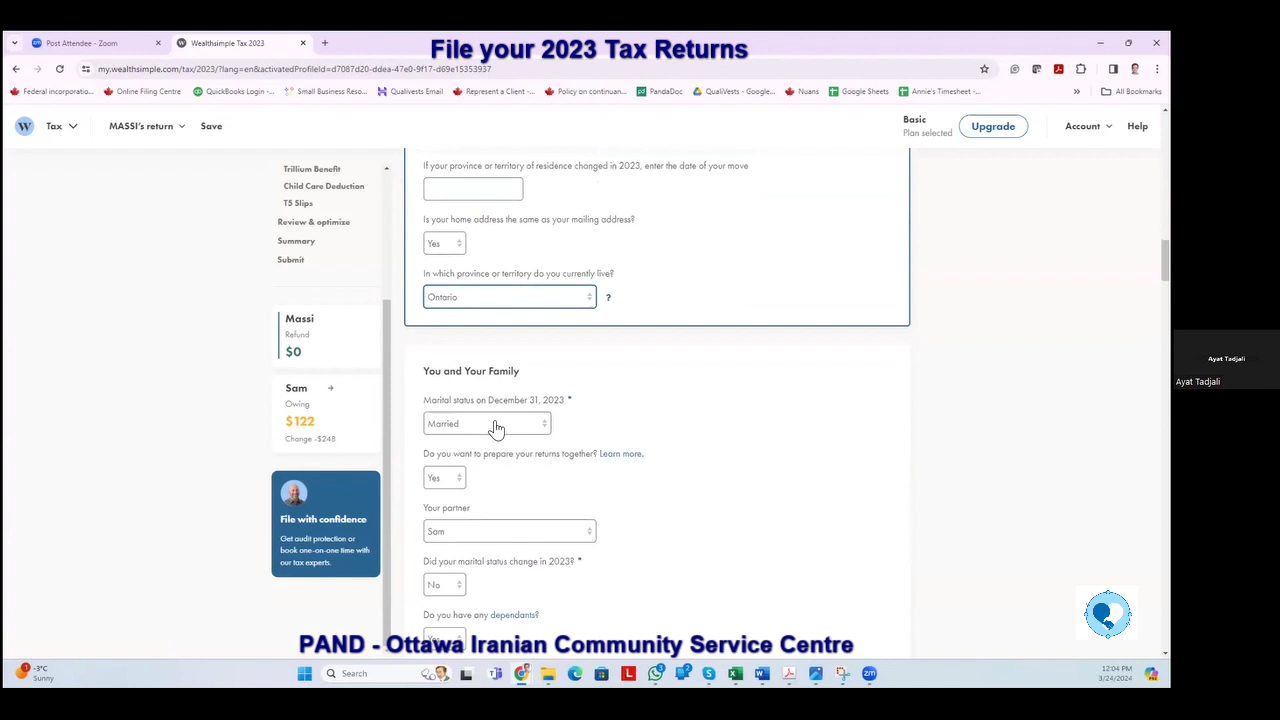 File your 2023 Tax Returns
Post Attendee - Zoom
Wealthsimple Tax 2023
my.wealthsimple.com/tax/2023/?lang=en&activatedProfileId=d7087d20-ddea-47e0-9f17-d69e15353937
Federal incorporatio... Online Filing Centre QuickBooks Login -... Small Business Reso... Qualivests Email Represent a Client -... Policy on continuan... PandaDoc QualiVests - Google... Nuans Google Sheets Annie's Timesheet -... » All Bookmarks
W Tax MASSI's return Save Basic Plan selected Upgrade Account Help
Trillium Benefit
Child Care Deduction
T5 Slips
Review & optimize
Summary
Submit
Massi
Refund
$0
Sam →
Owing
$122
Change -$248
File with confidence
Get audit protection or
book one-on-one time with
our tax experts.
If your province or territory of residence changed in 2023, enter the date of your move
Is your home address the same as your mailing address?
Yes
In which province or territory do you currently live?
Ontario ?
You and Your Family
Marital status on December 31, 2023 *
Married
Do you want to prepare your returns together? Learn more.
Yes
Your partner
Sam
Did your marital status change in 2023? *
No
Do you have any dependants?
Yes
PAND - Ottawa Iranian Community Service Centre
Ayat Tadjali
Ayat Tadjali
-3°C
Sunny
Search
12:04 PM
3/24/2024